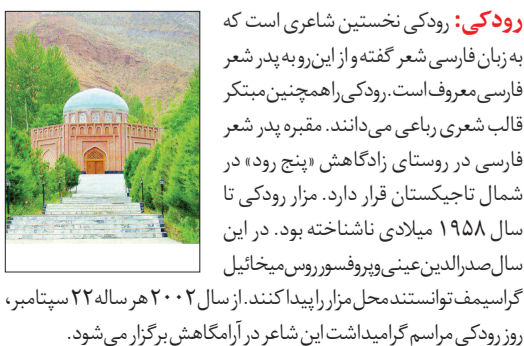 رودکی: رودکی نخستین شاعری است که
به زبان فارسی شعر گفته و از این رو به پدر شعر
فارسی معروف است. رودکی را همچنین مبتکر
قالب شعری رباعی می‌دانند. مقبره پدر شعر
فارسی در روستای زادگاهش «پنج رود» در
شمال تاجیکستان قرار دارد. مزار رودکی تا
سال ۱۹۵۸ میلادی ناشناخته بود. در این
سال صدرالدین عینی و پروفسور روس میخائیل
گراسیمف توانستند محل مزار را پیدا کنند. از سال ۲۰۰۲ هر ساله ۲۲ سپتامبر،
روز رودکی مراسم گرامیداشت این شاعر در آرامگاهش برگزار می‌شود.